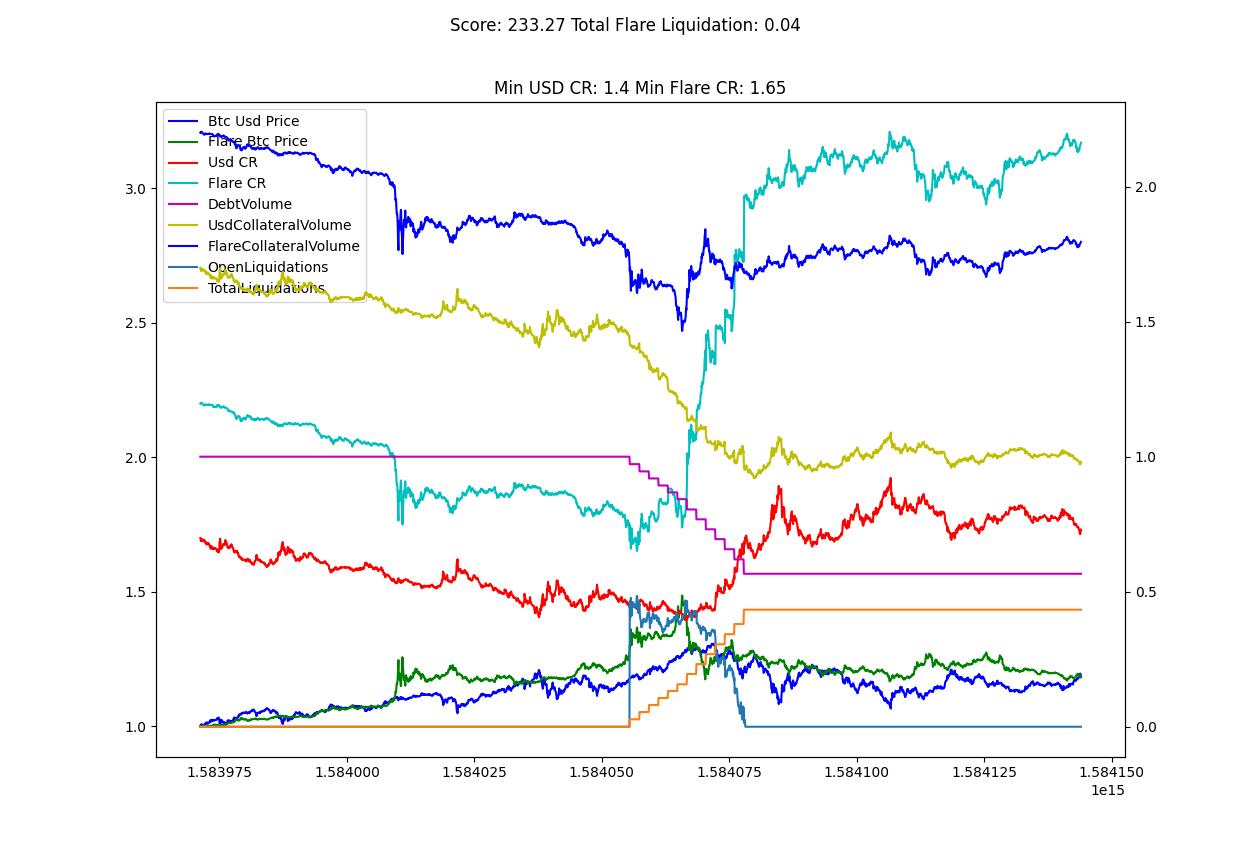 Score: 233.27 Total Flare Liquidation: 0.04
Min USD CR: 1.4 Min Flare CR: 1.65
Btc Usd Price
Flare Btc Price
Usd CR
Flare CR
DebtVolume
UsdCollateralVolume
FlareCollateralVolume
OpenLiquidations
TotalLiquidations
3.0
2.5
2.0
1.5
1.0
2.0
1.5
1.0
0.5
0.0
1.583975 1.584000 1.584025 1.584050 1.584075 1.584100 1.584125 1.584150
1e15